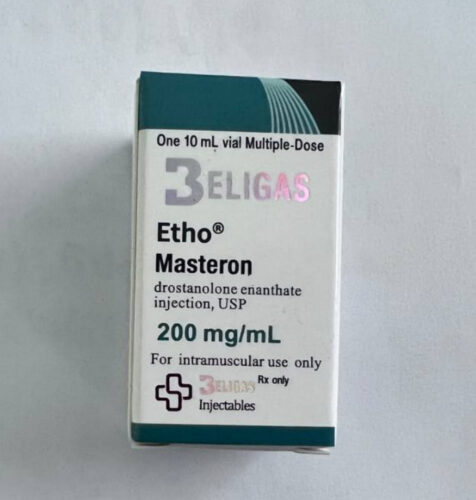 One 10 mL vial Multiple-Dose
BELIGAS
Etho®
Masteron
drostanolone enanthate
injection, USP
200 mg/mL
For intramuscular use only
BELIGAS Rx only
Injectables